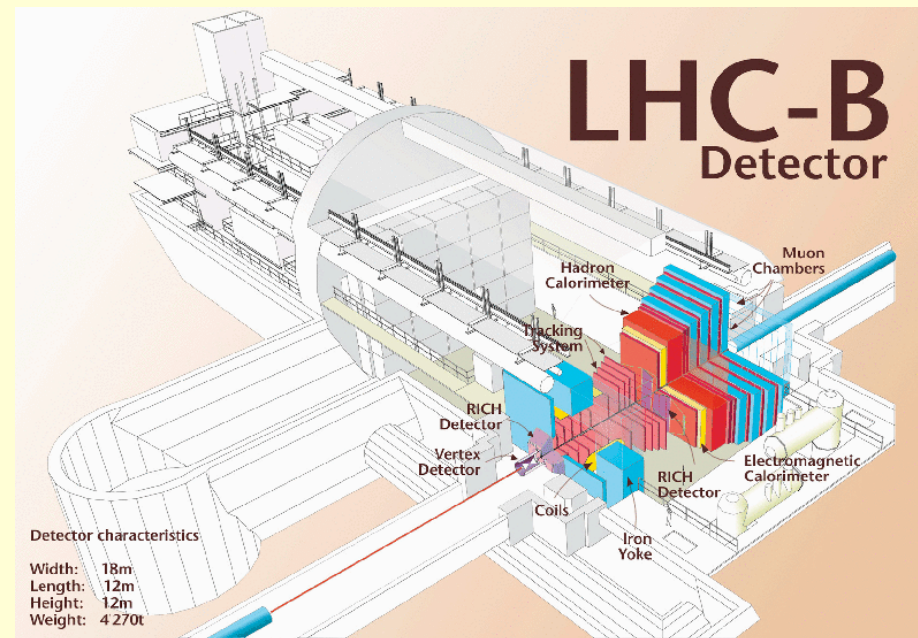 LHC-B
Detector
Muon
Chambers
Hadron
Calorimeter
Tracking
System
RICH
Detector
Vertex
Detector
Coils
Iron
Yoke
RICH
Detector
Electromagnetic
Calorimeter
Detector characteristics
Width: 18m
Length: 12m
Height: 12m
Weight: 4'270t